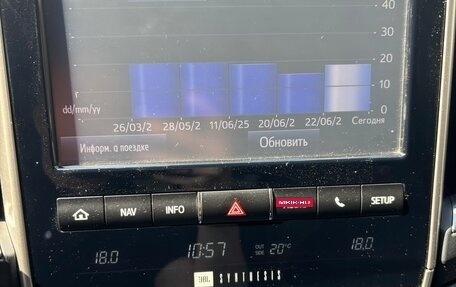 40
30
20
10
0
dd/mm/yy
26/03/2 28/05/2 11/06/25 20/06/2 22/06/2 Сегодня
Информ. о поездке
Обновить
NAV INFO SETUP
18.0 10:57 OUT SIDE 20°c 18.0
JBL SYNTHESIS